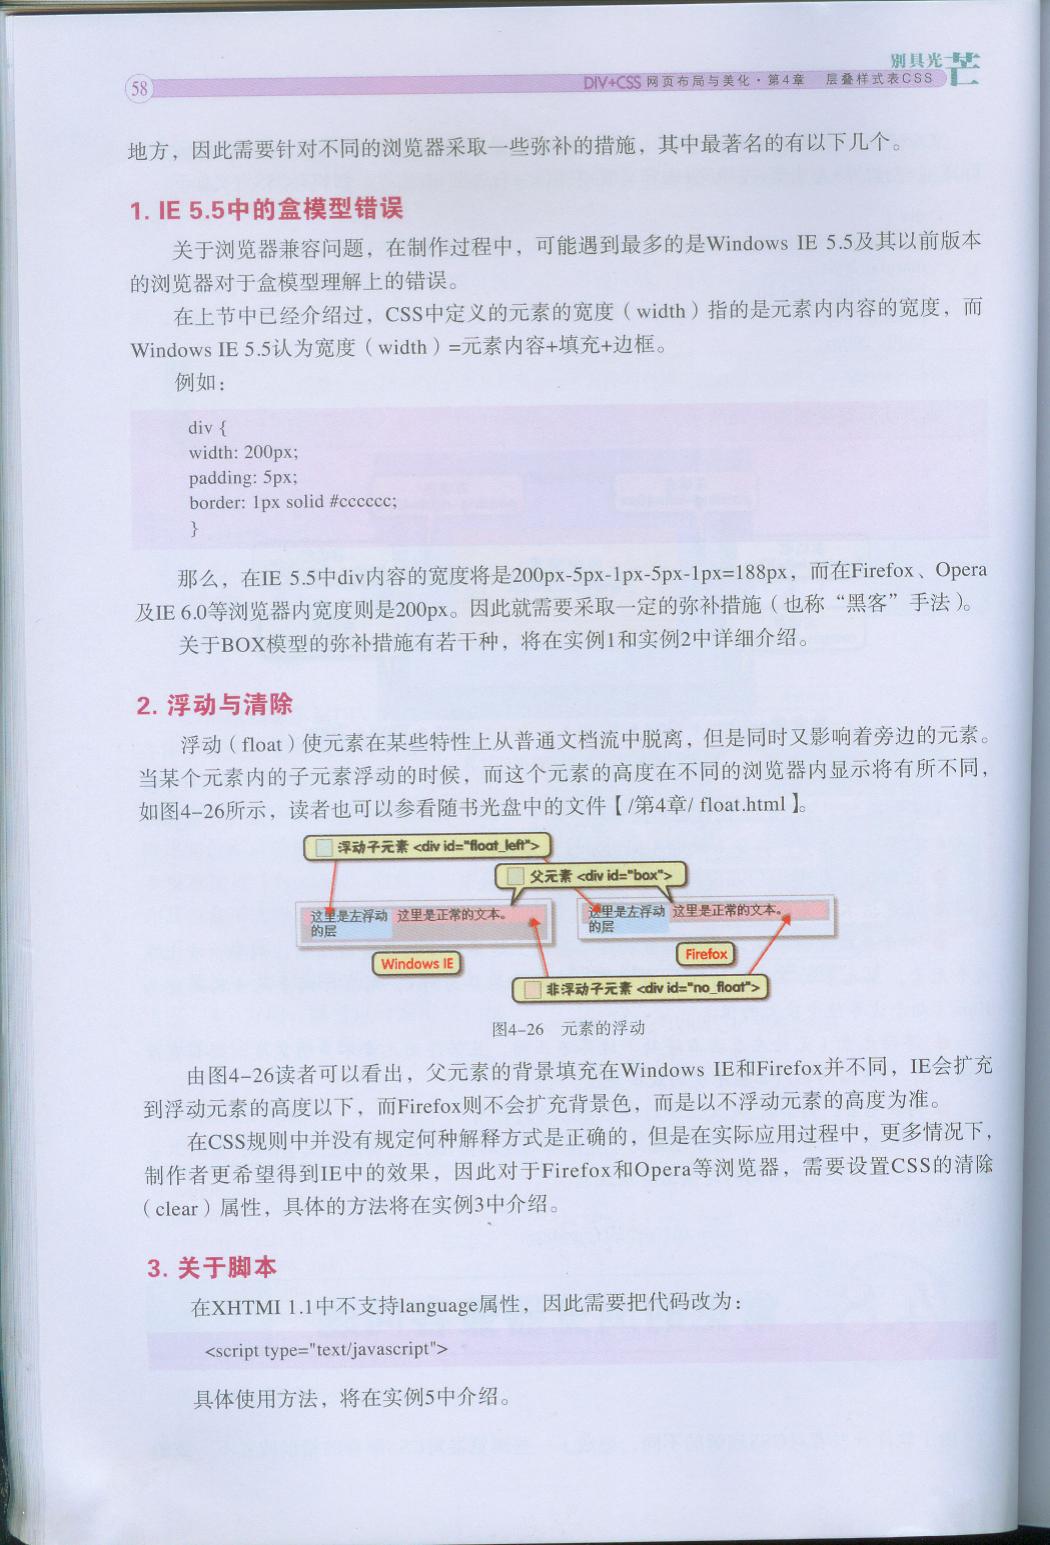 58
DIV+CSS 网页布局与美化·第4章 层叠样式表CSS
别具光芒
地方，因此需要针对不同的浏览器采取一些弥补的措施，其中最著名的有以下几个。
1. IE 5.5中的盒模型错误
关于浏览器兼容问题，在制作过程中，可能遇到最多的是Windows IE 5.5及其以前版本
的浏览器对于盒模型理解上的错误。
在上节中已经介绍过，CSS中定义的元素的宽度（width）指的是元素内内容的宽度，而
Windows IE 5.5认为宽度（width）=元素内容+填充+边框。
例如：
div {
width: 200px;
padding: 5px;
border: 1px solid #cccccc;
}
那么，在IE 5.5中div内容的宽度将是200px-5px-1px-5px-1px=188px，而在Firefox、Opera
及IE 6.0等浏览器内宽度则是200px。因此就需要采取一定的弥补措施（也称“黑客”手法）。
关于BOX模型的弥补措施有若干种，将在实例1和实例2中详细介绍。
2. 浮动与清除
浮动（float）使元素在某些特性上从普通文档流中脱离，但是同时又影响着旁边的元素。
当某个元素内的子元素浮动的时候，而这个元素的高度在不同的浏览器内显示将有所不同，
如图4-26所示，读者也可以参看随书光盘中的文件【/第4章/ float.html】。
浮动子元素 <div id="float_left">
父元素 <div id="box">
这里是左浮动 这里是正常的文本。
的层
这里是左浮动 这里是正常的文本。
的层
Windows IE
Firefox
非浮动子元素 <div id="no_float">
图4-26 元素的浮动
由图4-26读者可以看出，父元素的背景填充在Windows IE和Firefox并不同，IE会扩充
到浮动元素的高度以下，而Firefox则不会扩充背景色，而是以不浮动元素的高度为准。
在CSS规则中并没有规定何种解释方式是正确的，但是在实际应用过程中，更多情况下，
制作者更希望得到IE中的效果，因此对于Firefox和Opera等浏览器，需要设置CSS的清除
（clear）属性，具体的方法将在实例3中介绍。
3. 关于脚本
在XHTMl 1.1中不支持language属性，因此需要把代码改为：
<script type="text/javascript">
具体使用方法，将在实例5中介绍。